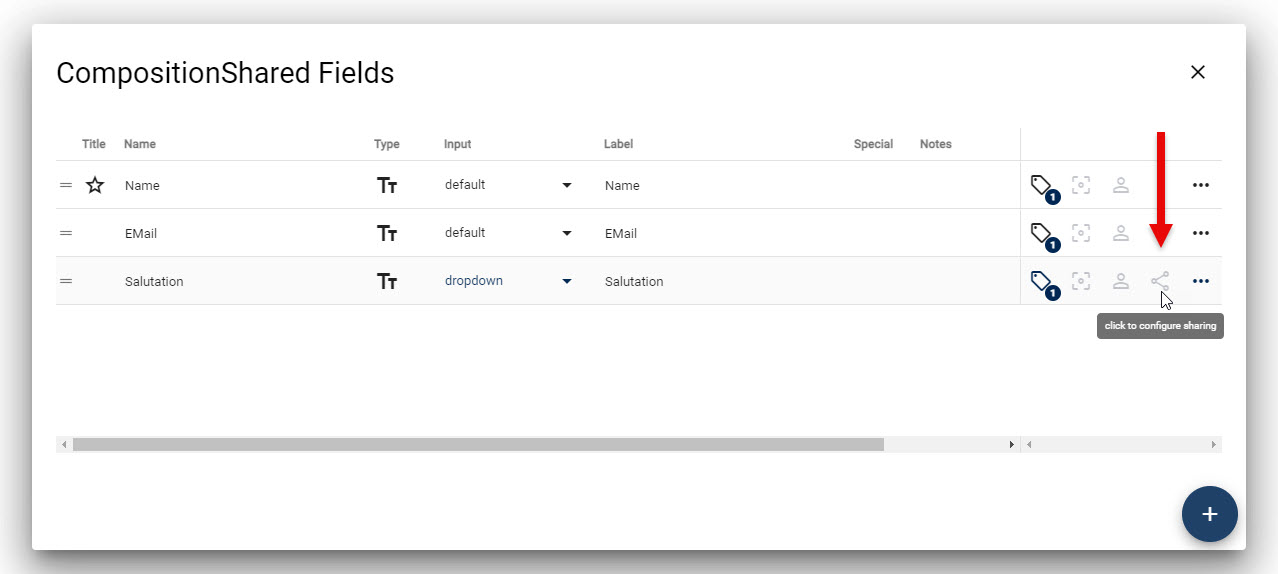 CompositionShared Fields
Title Name Type Input Label Special Notes
Name Tт default Name 1
EMail Tт default EMail 1
Salutation Tт dropdown Salutation 1
click to configure sharing